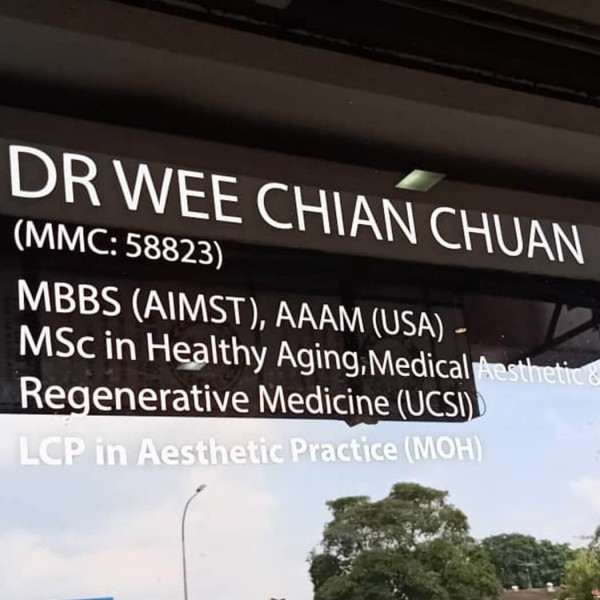 DR WEE CHIAN CHUAN
(MMC: 58823)
MBBS (AIMST), AAAM (USA)
MSc in Healthy Aging, Medical Aesthetic &
Regenerative Medicine (UCSI)
LCP in Aesthetic Practice (MOH)